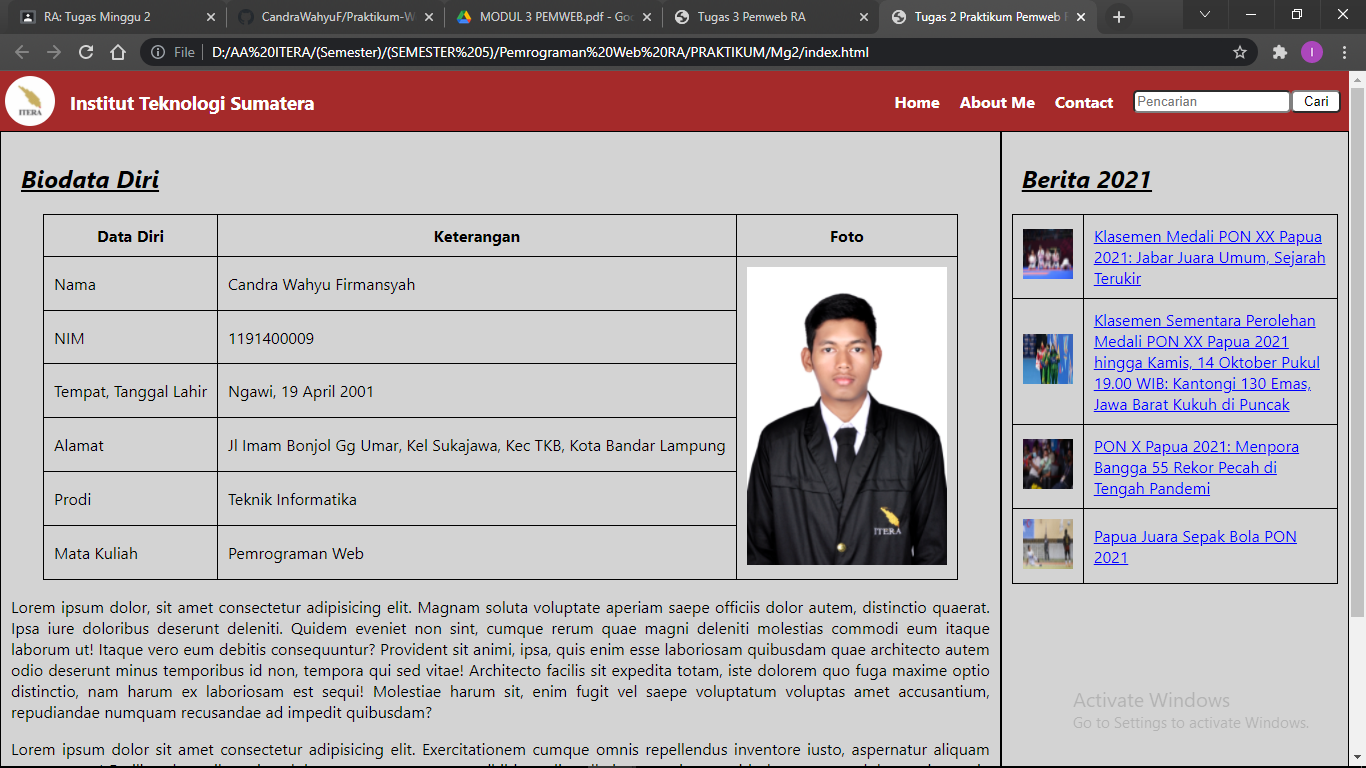 RA: Tugas Minggu 2
CandraWahyuF/Praktikum-W
MODUL 3 PEMWEB.pdf - Goo
Tugas 3 Pemweb RA
Tugas 2 Praktikum Pemweb
File
D:/AA%20ITERA/(Semester)/(SEMESTER%205)/Pemrograman%20Web%20RA/PRAKTIKUM/Mg2/index.html
I
ITERA
Institut Teknologi Sumatera
Home
About Me
Contact
Pencarian
Cari
Biodata Diri
Data Diri
Keterangan
Foto
Nama
Candra Wahyu Firmansyah
NIM
1191400009
Tempat, Tanggal Lahir
Ngawi, 19 April 2001
Alamat
Jl Imam Bonjol Gg Umar, Kel Sukajawa, Kec TKB, Kota Bandar Lampung
Prodi
Teknik Informatika
Mata Kuliah
Pemrograman Web
ITERA
Lorem ipsum dolor, sit amet consectetur adipisicing elit. Magnam soluta voluptate aperiam saepe officiis dolor autem, distinctio quaerat.
Ipsa iure doloribus deserunt deleniti. Quidem eveniet non sint, cumque rerum quae magni deleniti molestias commodi eum itaque
laborum ut! Itaque vero eum debitis consequuntur? Provident sit animi, ipsa, quis enim esse laboriosam quibusdam quae architecto autem
odio deserunt minus temporibus id non, tempora qui sed vitae! Architecto facilis sit expedita totam, iste dolorem quo fuga maxime optio
distinctio, nam harum ex laboriosam est sequi! Molestiae harum sit, enim fugit vel saepe voluptatum voluptas amet accusantium,
repudiandae numquam recusandae ad impedit quibusdam?
Lorem ipsum dolor sit amet consectetur adipisicing elit. Exercitationem cumque omnis repellendus inventore iusto, aspernatur aliquam
Berita 2021
Klasemen Medali PON XX Papua
2021: Jabar Juara Umum, Sejarah
Terukir
Klasemen Sementara Perolehan
Medali PON XX Papua 2021
hingga Kamis, 14 Oktober Pukul
19.00 WIB: Kantongi 130 Emas,
Jawa Barat Kukuh di Puncak
PON X Papua 2021: Menpora
Bangga 55 Rekor Pecah di
Tengah Pandemi
Papua Juara Sepak Bola PON
2021
Activate Windows
Go to Settings to activate Windows.